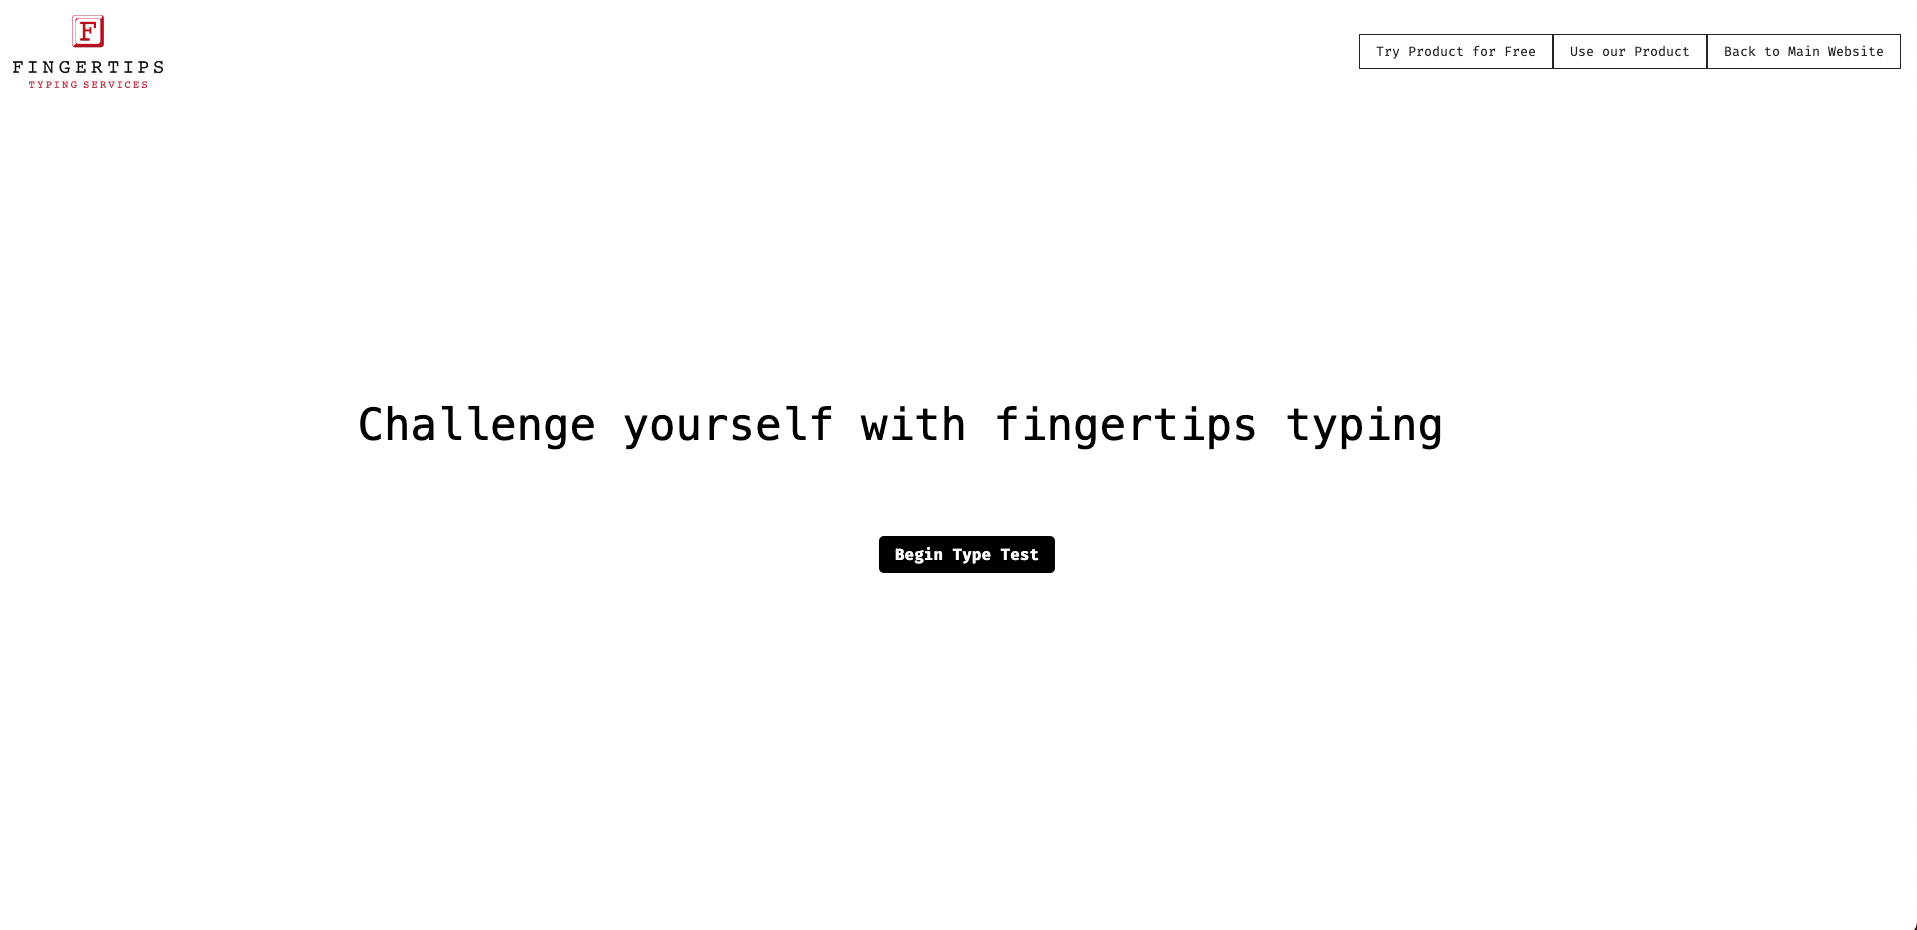 F
FINGERTIPS
TYPING SERVICES
Try Product for Free
Use our Product
Back to Main Website
Challenge yourself with fingertips typing
Begin Type Test